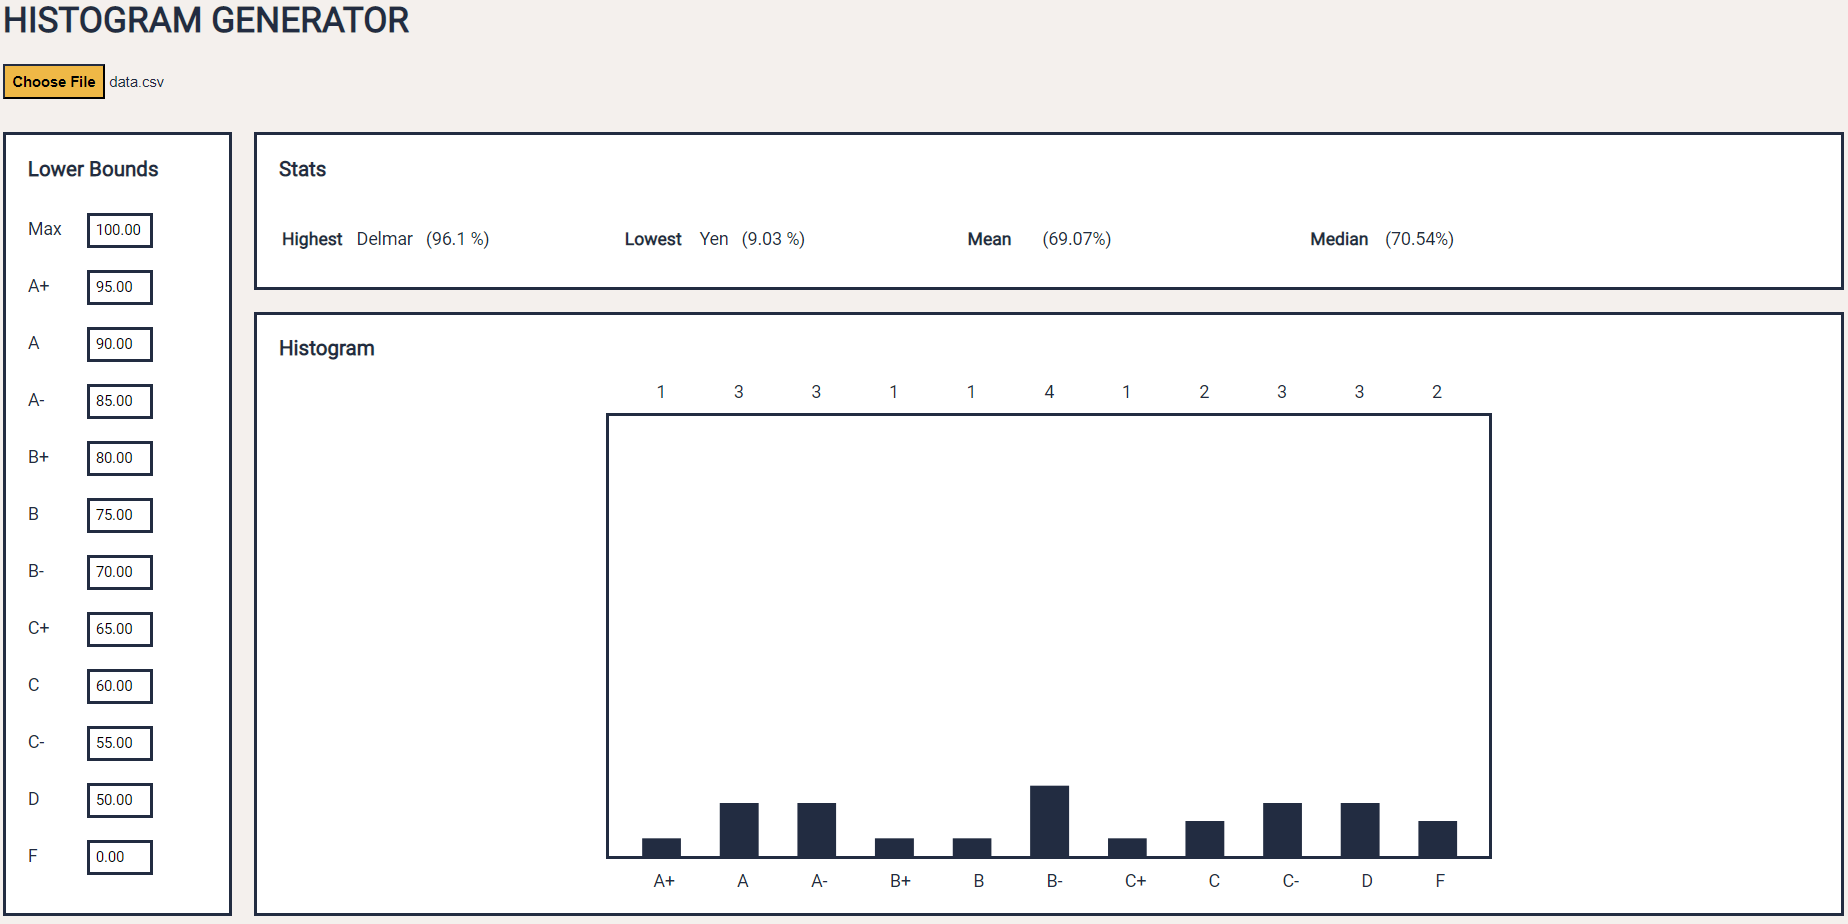 HISTOGRAM GENERATOR
Choose File data.csv
Lower Bounds
Max 100.00
A+ 95.00
A 90.00
A- 85.00
B+ 80.00
B 75.00
B- 70.00
C+ 65.00
C 60.00
C- 55.00
D 50.00
F 0.00
Stats
Highest Delmar (96.1 %) Lowest Yen (9.03 %) Mean (69.07%) Median (70.54%)
Histogram
1 3 3 1 1 4 1 2 3 3 2
A+ A A- B+ B B- C+ C C- D F